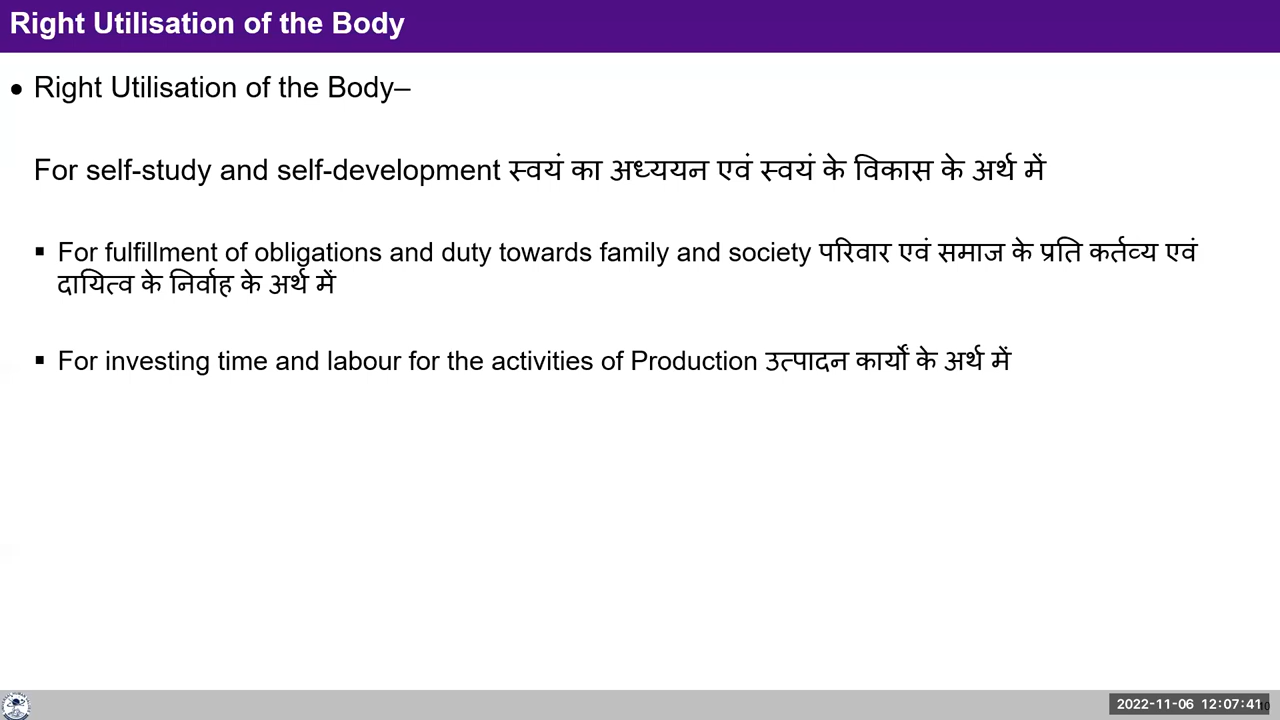 Right Utilisation of the Body
• Right Utilisation of the Body–
For self-study and self-development स्वयं का अध्ययन एवं स्वयं के विकास के अर्थ में
▪ For fulfillment of obligations and duty towards family and society परिवार एवं समाज के प्रति कर्तव्य एवं
दायित्व के निर्वाह के अर्थ में
▪ For investing time and labour for the activities of Production उत्पादन कार्यों के अर्थ में
2022-11-06 12:07:41